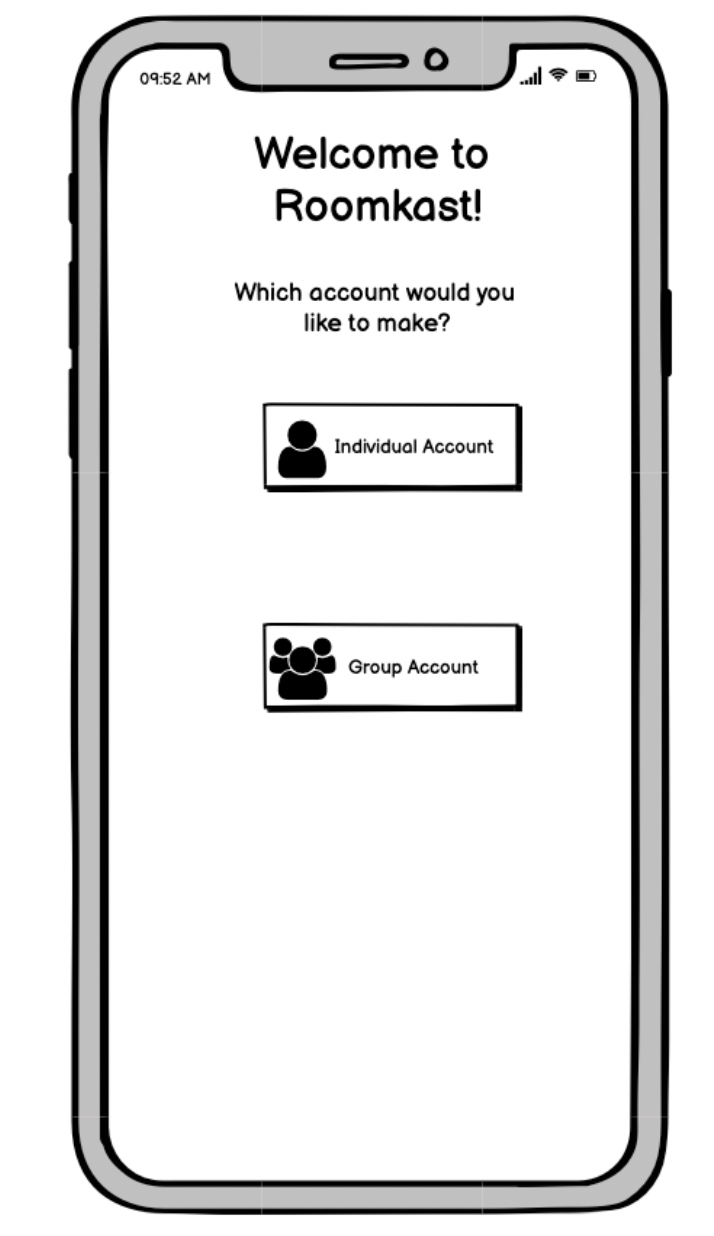 09:52 AM
Welcome to
Roomkast!
Which account would you
like to make?
Individual Account
Group Account